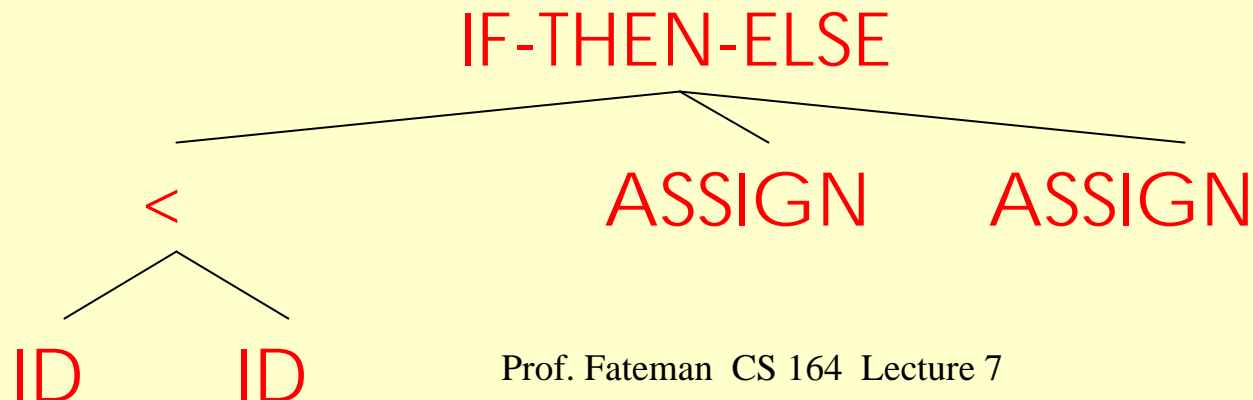 IF-THEN-ELSE
< ASSIGN ASSIGN
ID ID
Prof. Fateman CS 164 Lecture 7